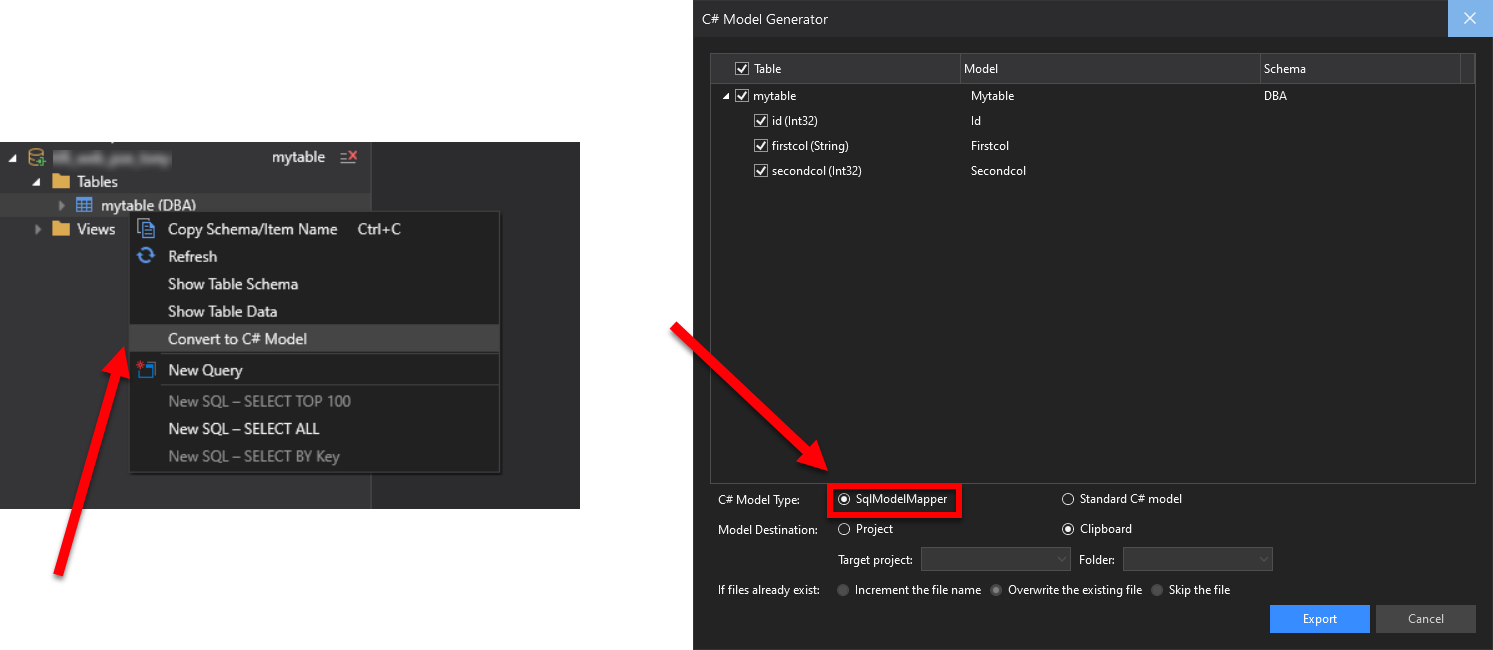 mytable
Tables
mytable (DBA)
Views
Copy Schema/Item Name Ctrl+C
Refresh
Show Table Schema
Show Table Data
Convert to C# Model
New Query
New SQL – SELECT TOP 100
New SQL – SELECT ALL
New SQL – SELECT BY Key
C# Model Generator
Table Model Schema
mytable Mytable DBA
id (Int32) Id
firstcol (String) Firstcol
secondcol (Int32) Secondcol
C# Model Type: SqlModelMapper Standard C# model
Model Destination: Project Clipboard
Target project: Folder:
If files already exist: Increment the file name Overwrite the existing file Skip the file
Export Cancel